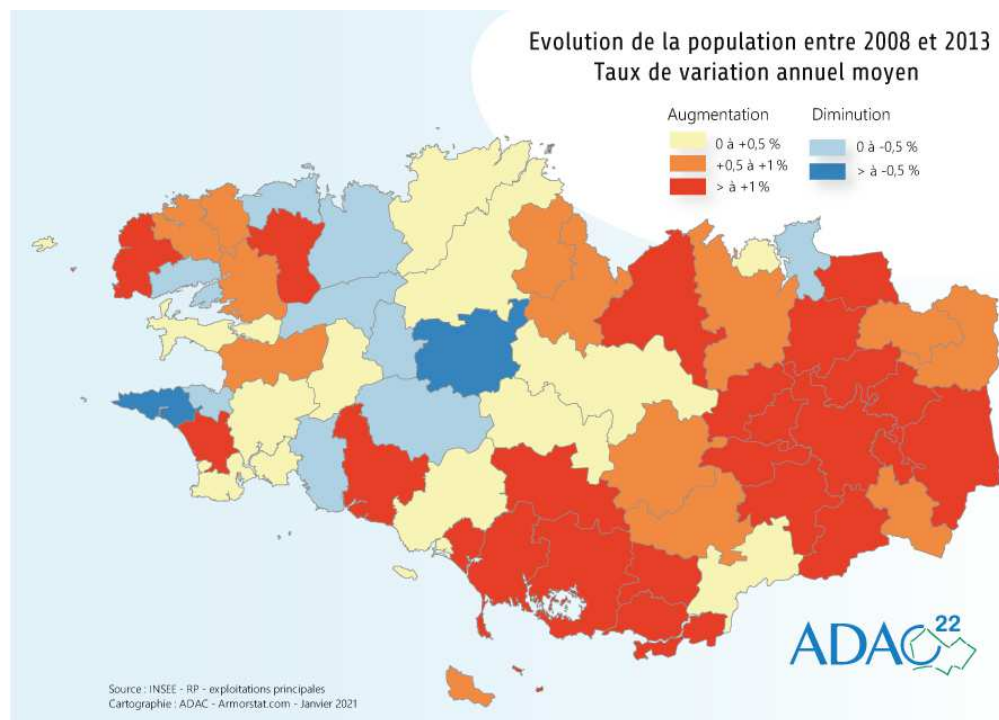 Evolution de la population entre 2008 et 2013
Taux de variation annuel moyen
Augmentation
0 à +0,5 %
+0,5 à +1 %
> à +1 %
Diminution
0 à -0,5 %
> à -0,5 %
ADAC 22
Source : INSEE - RP - exploitations principales
Cartographie : ADAC - Armorstat.com - Janvier 2021